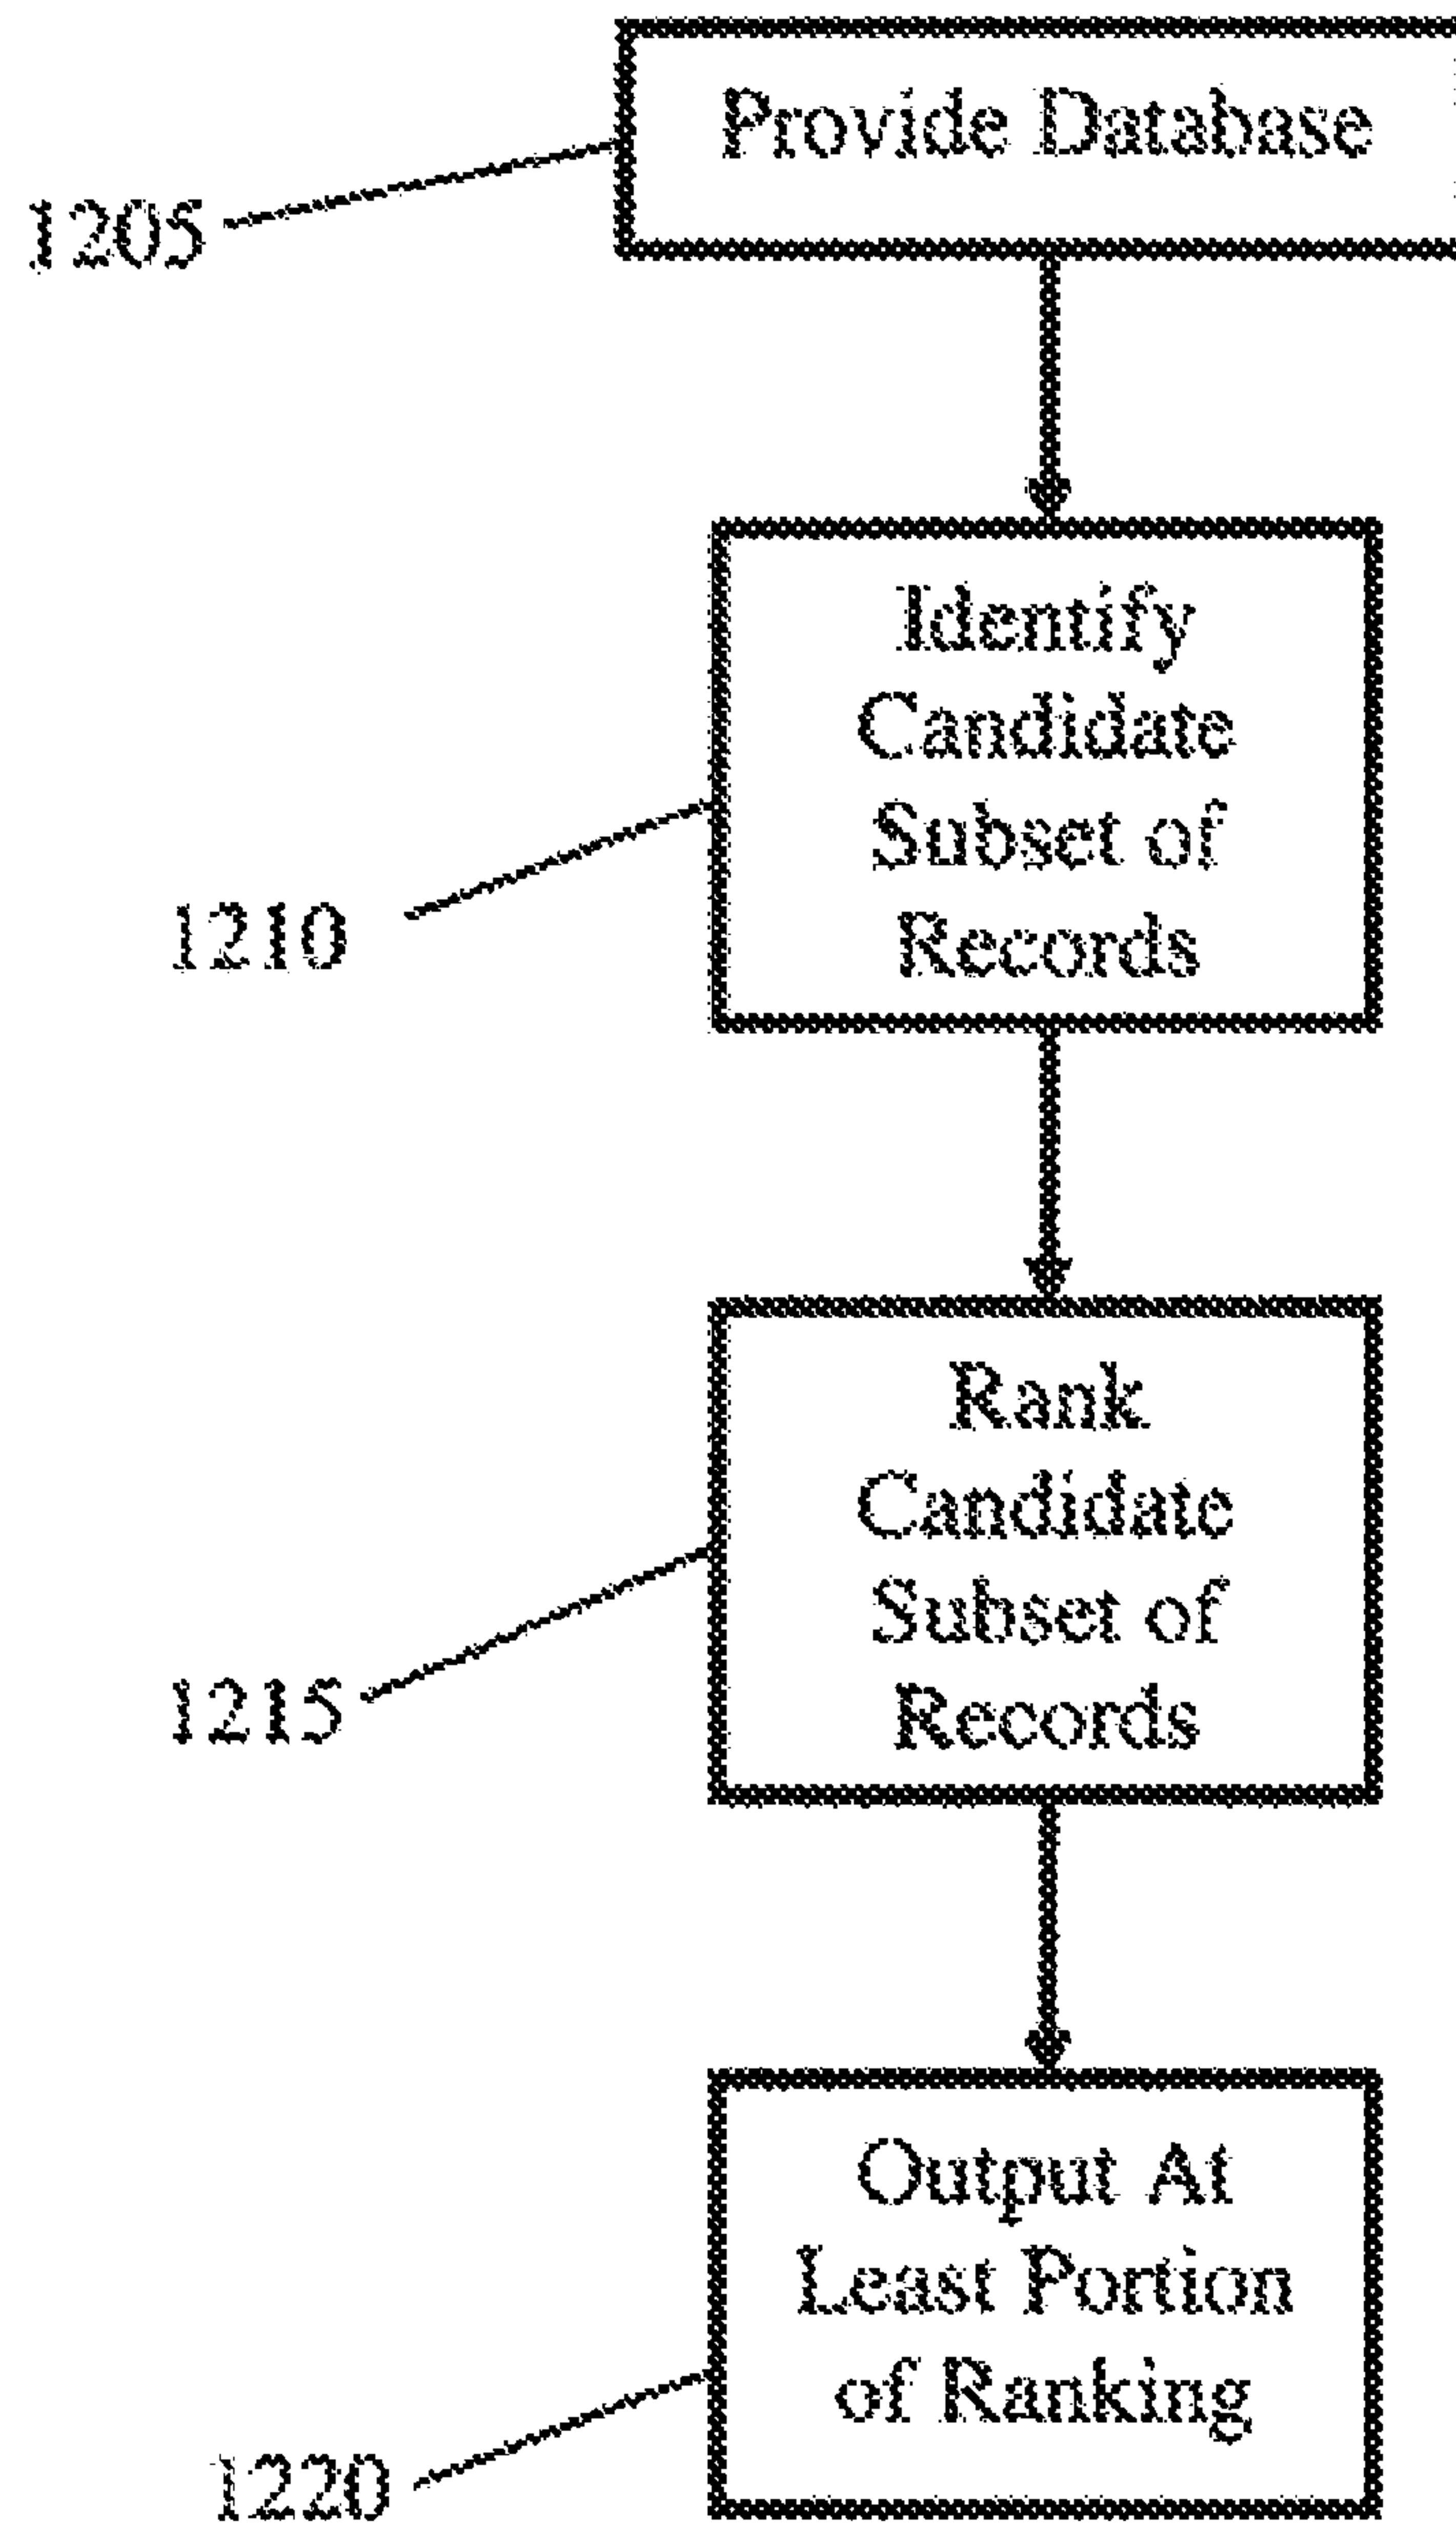 Provide Database
1205
Identify
Candidate
Subset of
Records
1210
Rank
Candidate
Subset of
Records
1215
Output At
Least Portion
of Ranking
1220